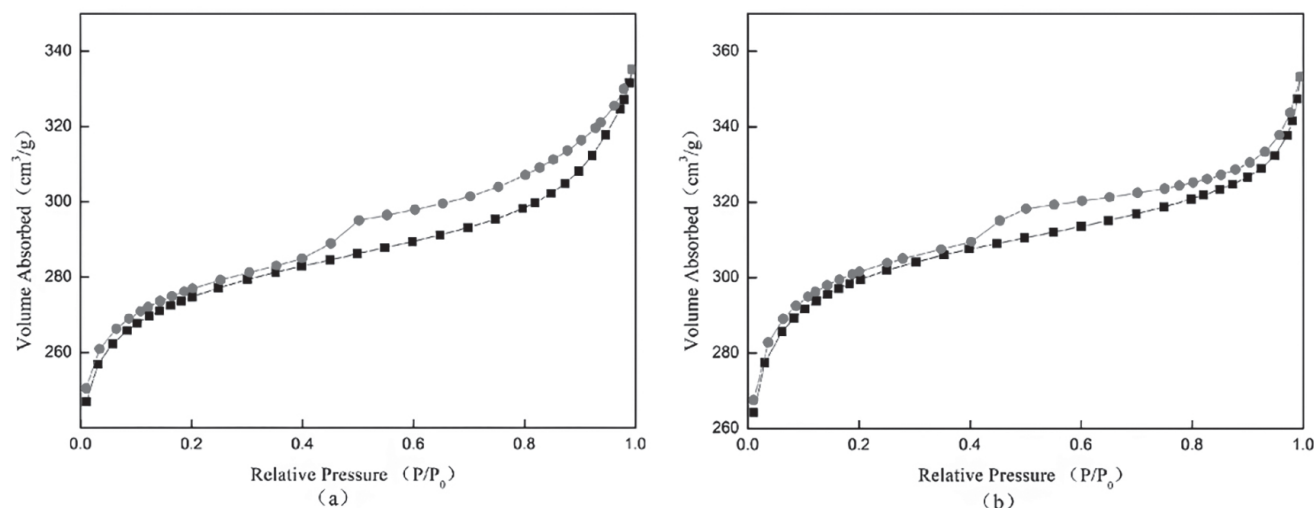 Volume Absorbed (cm³/g)
340
320
300
280
260
0.0 0.2 0.4 0.6 0.8 1.0
Relative Pressure (P/P₀)
(a)
Volume Absorbed (cm³/g)
360
340
320
300
280
260
0.0 0.2 0.4 0.6 0.8 1.0
Relative Pressure (P/P₀)
(b)